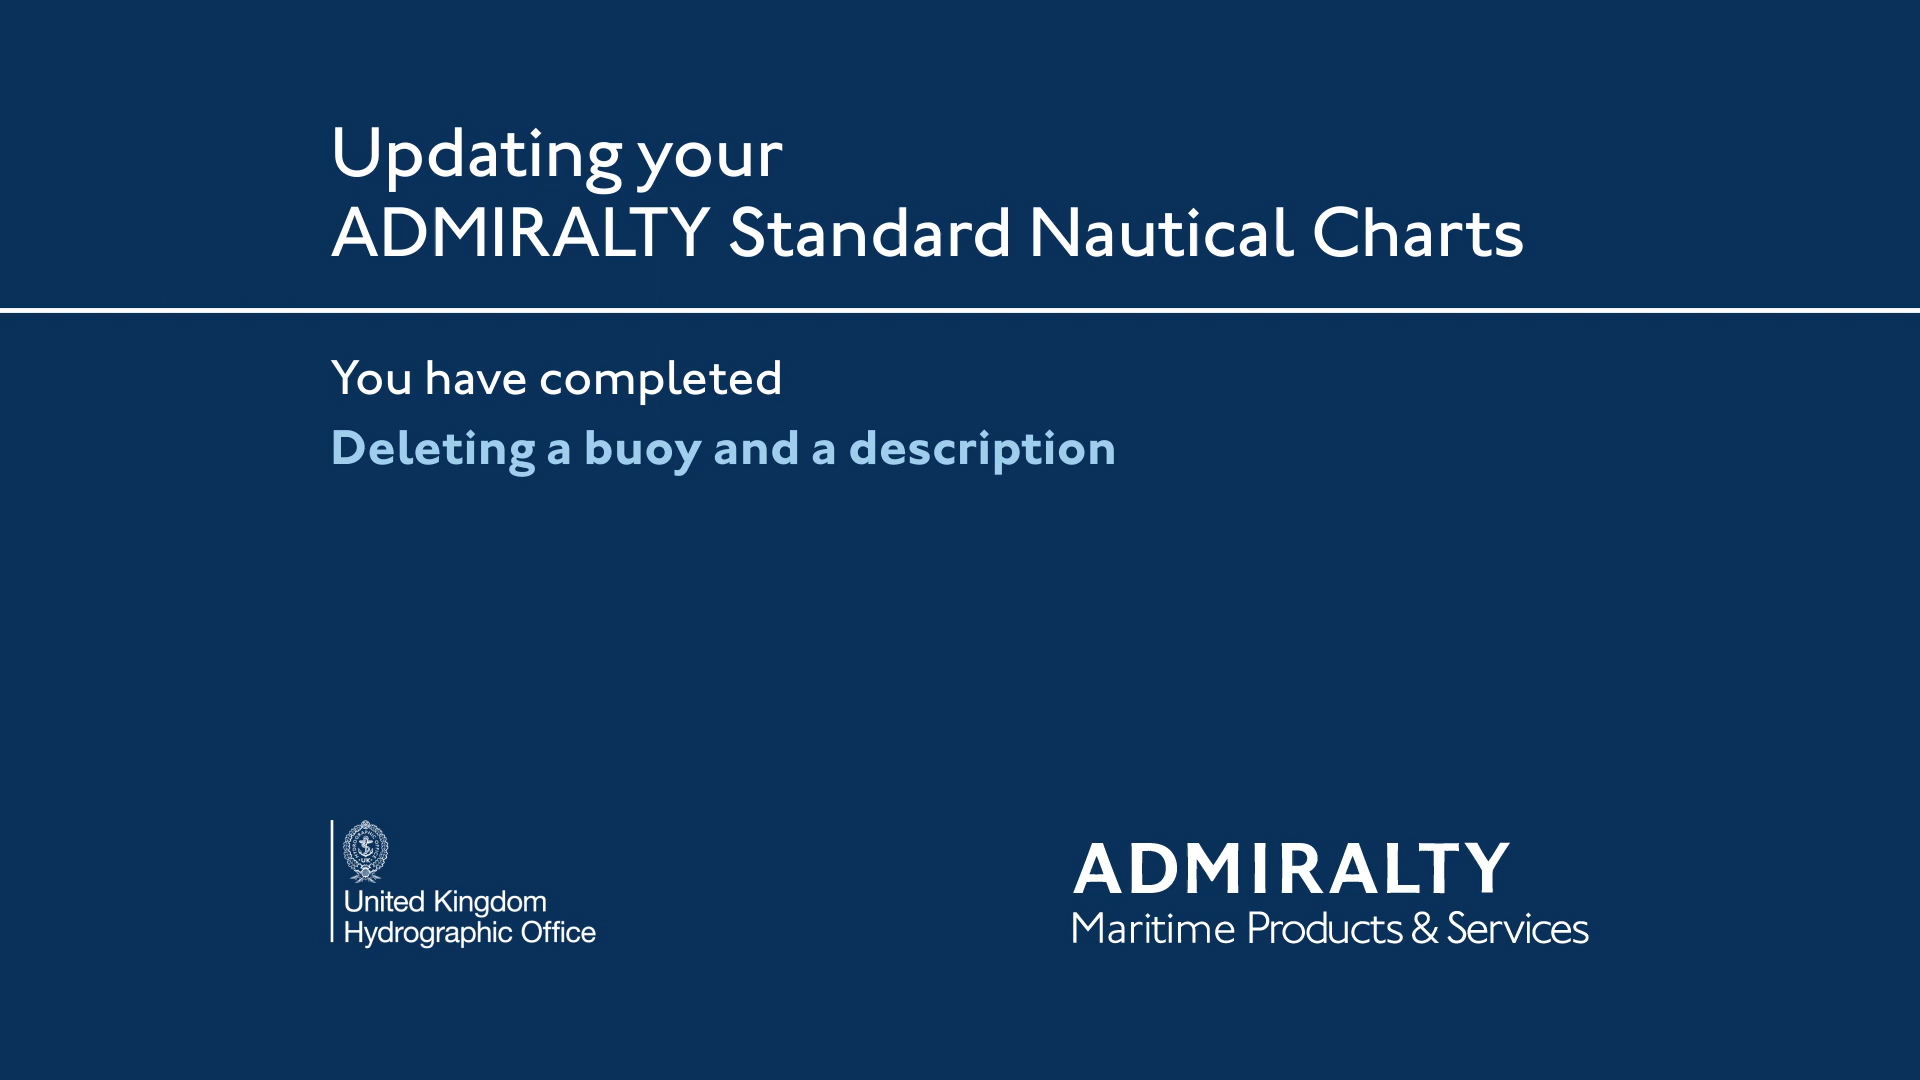 Updating your
ADMIRALTY Standard Nautical Charts
You have completed
Deleting a buoy and a description
United Kingdom
Hydrographic Office
ADMIRALTY
Maritime Products & Services